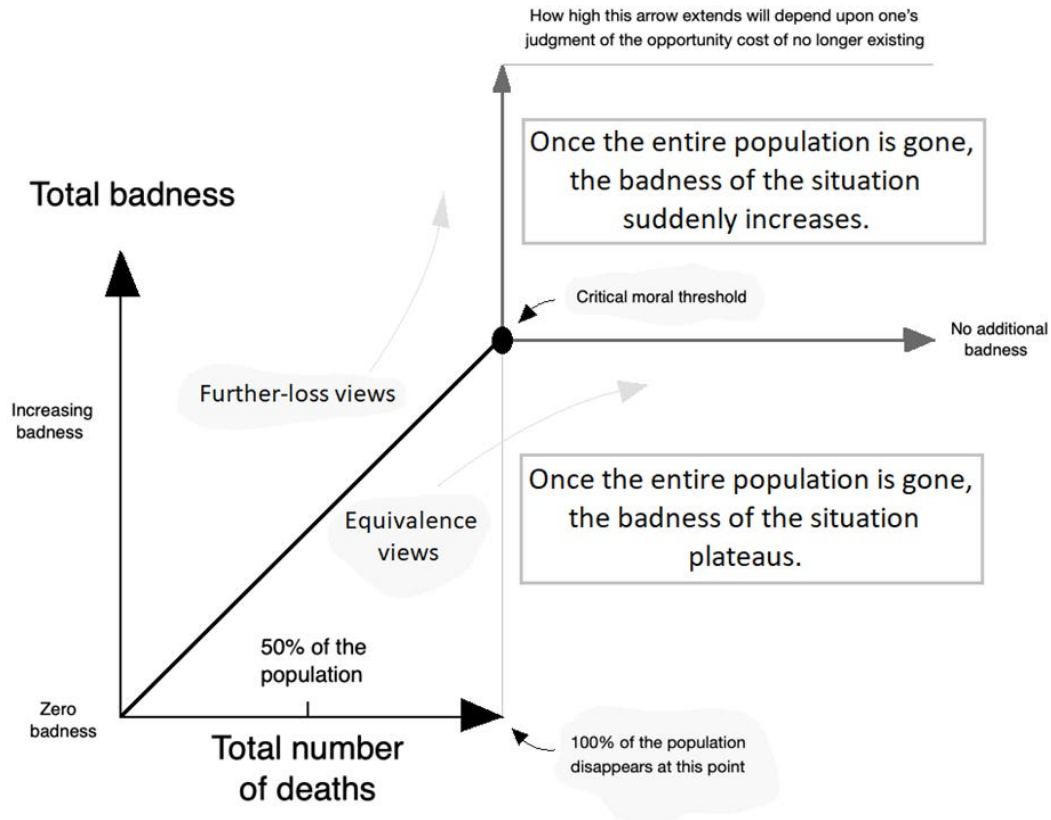 How high this arrow extends will depend upon one's
judgment of the opportunity cost of no longer existing
Once the entire population is gone,
the badness of the situation
suddenly increases.
Total badness
Critical moral threshold
No additional
badness
Further-loss views
Increasing
badness
Once the entire population is gone,
the badness of the situation
plateaus.
Equivalence
views
50% of the
population
Zero
badness
Total number
of deaths
100% of the population
disappears at this point